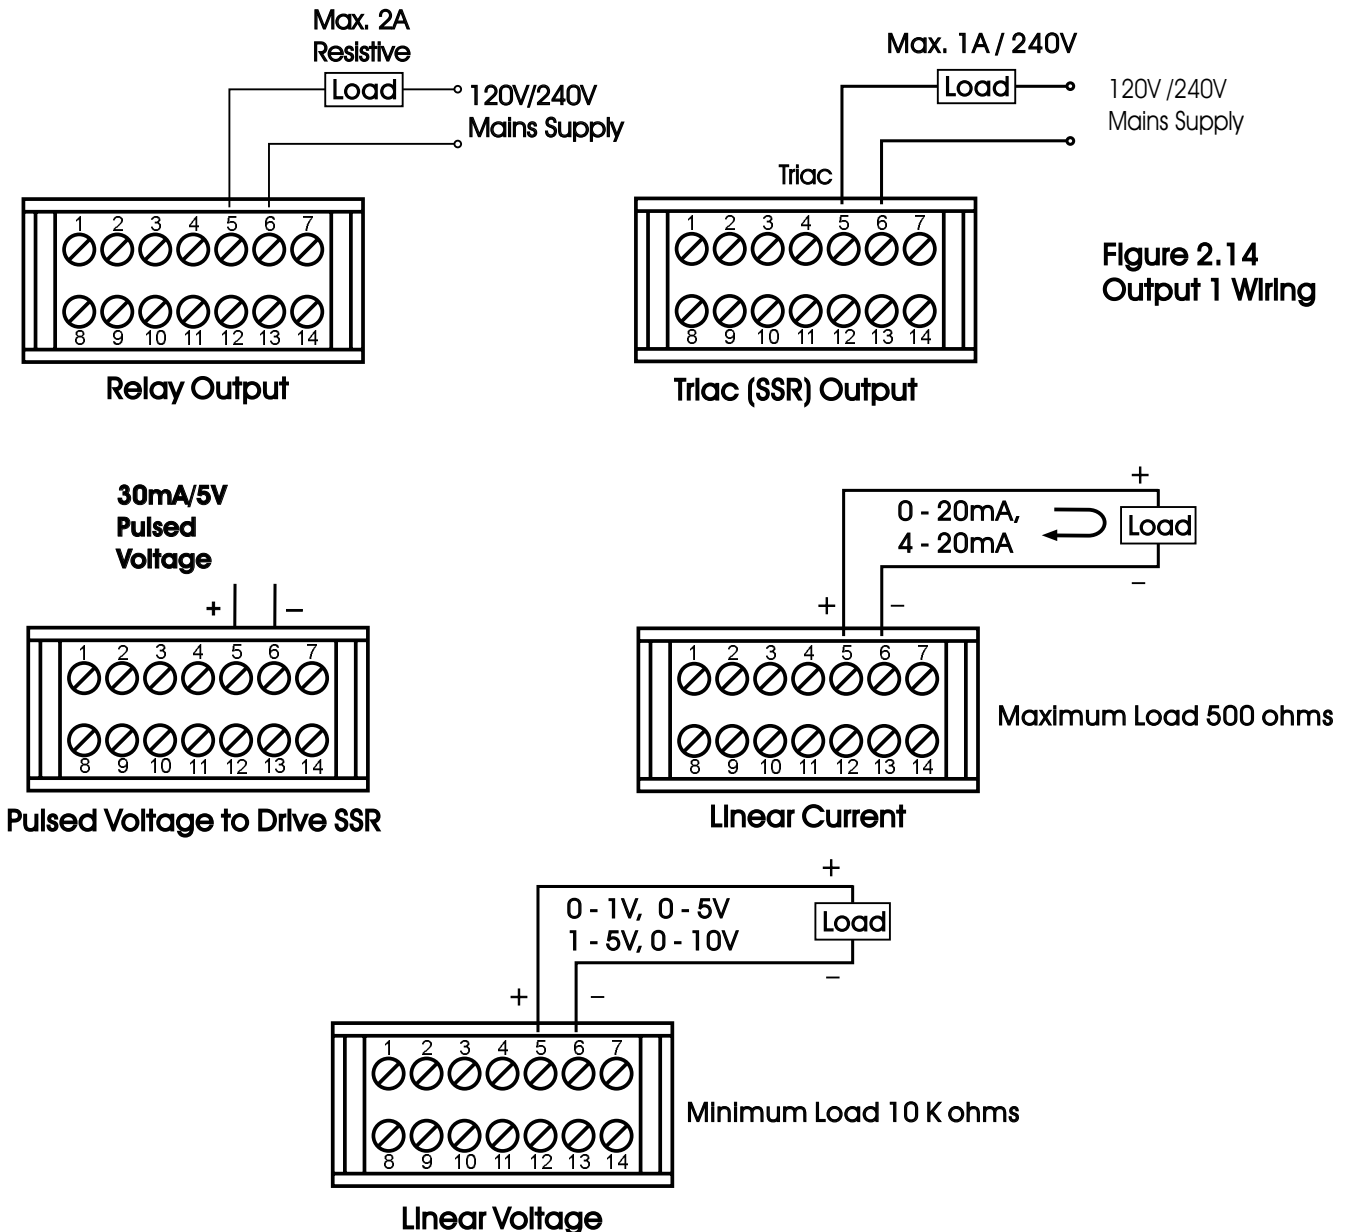 Max. 2A
Resistive
Load
120V/240V
Mains Supply
1 2 3 4 5 6 7
8 9 10 11 12 13 14
Relay Output
Max. 1A / 240V
Load
120V /240V
Mains Supply
Triac
1 2 3 4 5 6 7
8 9 10 11 12 13 14
Triac (SSR) Output
Figure 2.14
Output 1 Wiring
30mA/5V
Pulsed
Voltage
+ –
1 2 3 4 5 6 7
8 9 10 11 12 13 14
Pulsed Voltage to Drive SSR
+
0 - 20mA,
4 - 20mA
Load
–
+ –
1 2 3 4 5 6 7
8 9 10 11 12 13 14
Maximum Load 500 ohms
Linear Current
+
0 - 1V, 0 - 5V
1 - 5V, 0 - 10V
Load
–
+ –
1 2 3 4 5 6 7
8 9 10 11 12 13 14
Minimum Load 10 K ohms
Linear Voltage